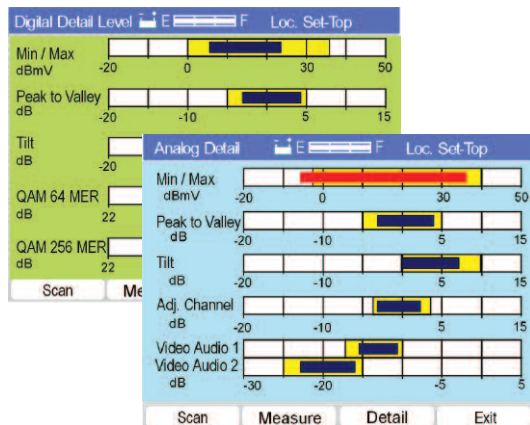 Digital Detail Level E F Loc. Set-Top
Min / Max
dBmV
-20 0 30 50
Peak to Valley
dB
-20 -10 5 15
Tilt
dB
-20
QAM 64 MER
dB
22
QAM 256 MER
dB
22
Scan Me
Analog Detail E F Loc. Set-Top
Min / Max
dBmV
-20 0 30 50
Peak to Valley
dB
-20 -10 5 15
Tilt
dB
-20 -10 5 15
Adj. Channel
dB
-20 -10 5 15
Video Audio 1
Video Audio 2
dB
-30 -20 -5 5
Scan Measure Detail Exit